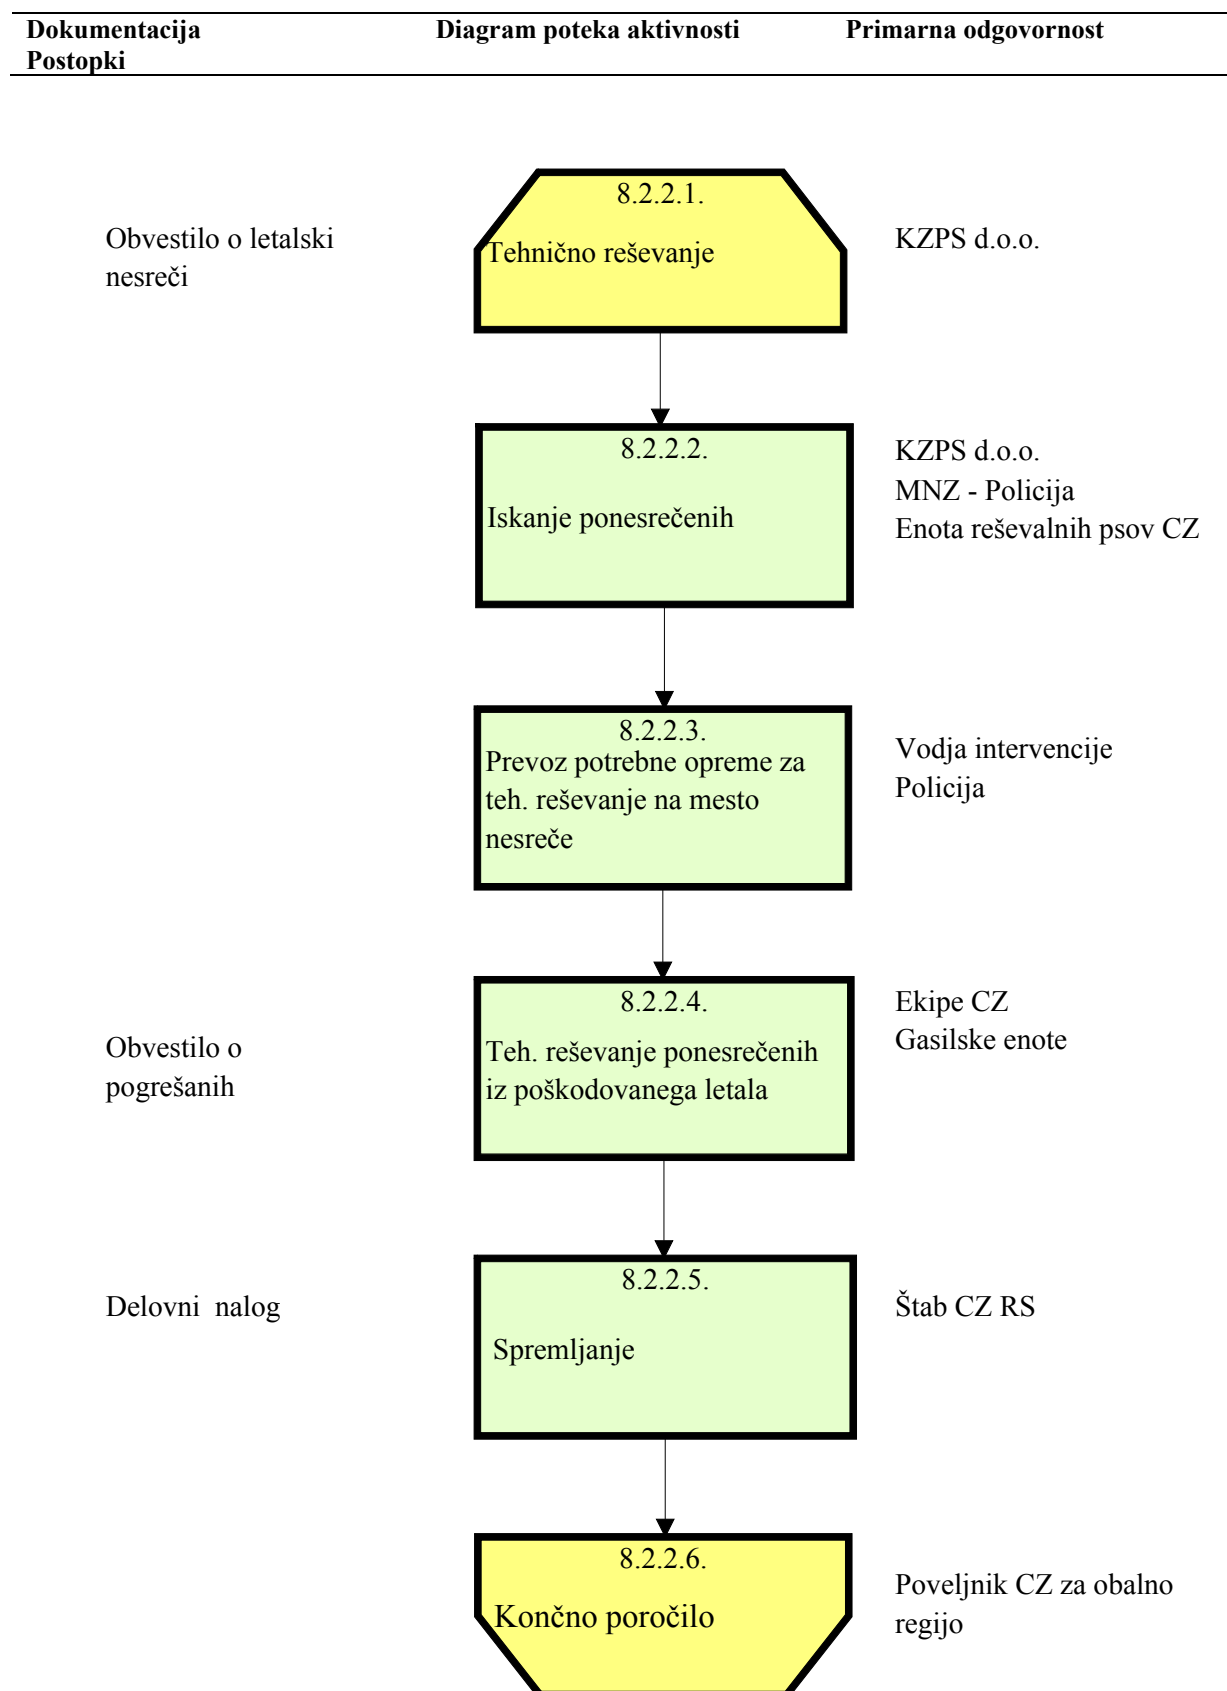 Dokumentacija Diagram poteka aktivnosti Primarna odgovornost
Postopki
8.2.2.1.
Obvestilo o letalski
nesreči
Tehnično reševanje
KZPS d.o.o.
8.2.2.2.
Iskanje ponesrečenih
KZPS d.o.o.
MNZ - Policija
Enota reševalnih psov CZ
8.2.2.3.
Prevoz potrebne opreme za
teh. reševanje na mesto
nesreče
Vodja intervencije
Policija
Obvestilo o
pogrešanih
8.2.2.4.
Teh. reševanje ponesrečenih
iz poškodovanega letala
Ekipe CZ
Gasilske enote
Delovni nalog
8.2.2.5.
Spremljanje
Štab CZ RS
8.2.2.6.
Končno poročilo
Poveljnik CZ za obalno
regijo